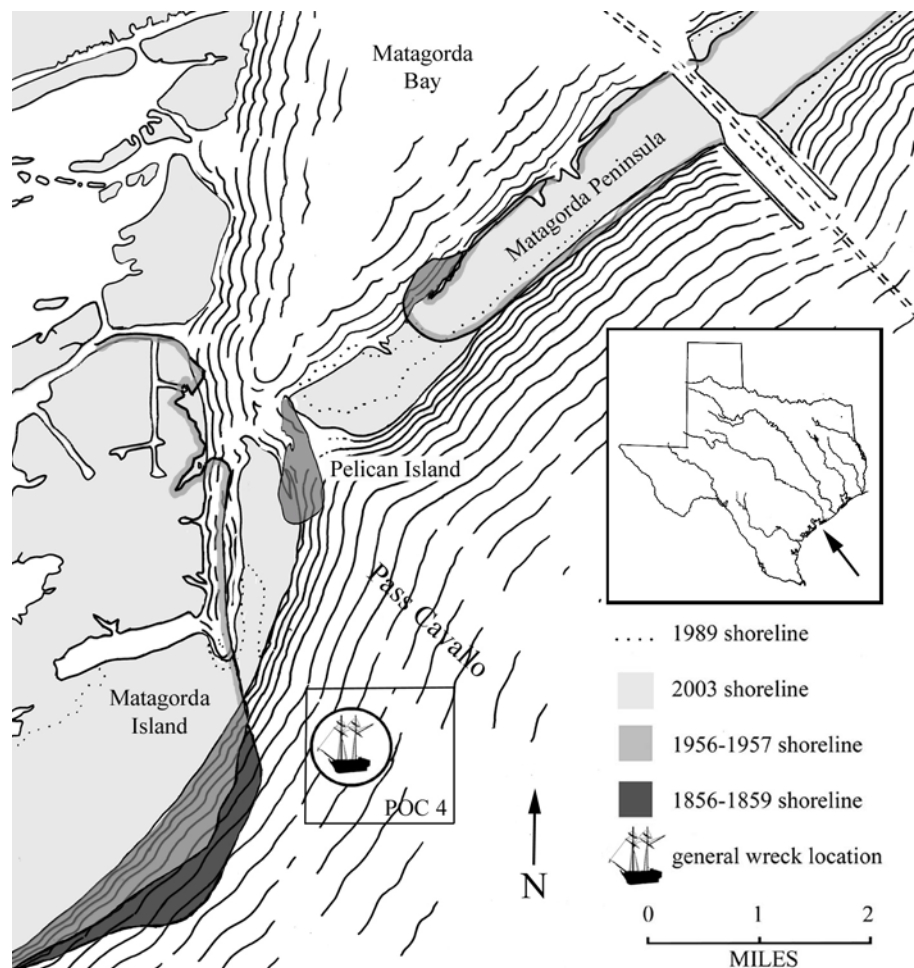 Matagorda
Bay
Matagorda Peninsula
Pelican Island
Pass Cavallo
Matagorda
Island
POC 4
N
1989 shoreline
2003 shoreline
1956-1957 shoreline
1856-1859 shoreline
general wreck location
0 1 2
MILES